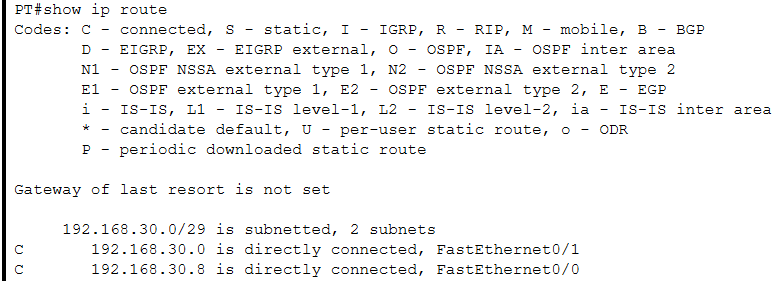 PT#show ip route
Codes: C - connected, S - static, I - IGRP, R - RIP, M - mobile, B - BGP
D - EIGRP, EX - EIGRP external, O - OSPF, IA - OSPF inter area
N1 - OSPF NSSA external type 1, N2 - OSPF NSSA external type 2
E1 - OSPF external type 1, E2 - OSPF external type 2, E - EGP
i - IS-IS, L1 - IS-IS level-1, L2 - IS-IS level-2, ia - IS-IS inter area
* - candidate default, U - per-user static route, o - ODR
P - periodic downloaded static route
Gateway of last resort is not set
192.168.30.0/29 is subnetted, 2 subnets
C 192.168.30.0 is directly connected, FastEthernet0/1
C 192.168.30.8 is directly connected, FastEthernet0/0